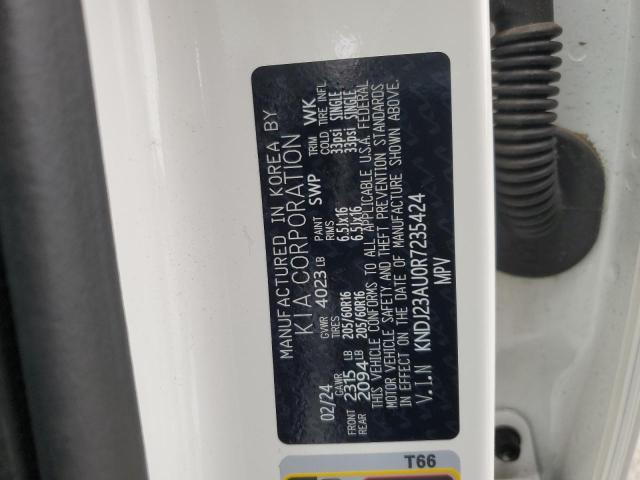 MANUFACTURED IN KOREA BY
KIA CORPORATION
02/24 GVWR 4023 LB PAINT SWP TRIM WK
GAWR TIRES RIMS COLD TIRE INFL.
FRONT 2315 LB 205/60R16 6.5Jx16 33psi SINGLE
REAR 2094 LB 205/60R16 6.5Jx16 33psi SINGLE
THIS VEHICLE CONFORMS TO ALL APPLICABLE U.S.A. FEDERAL
MOTOR VEHICLE SAFETY AND THEFT PREVENTION STANDARDS
IN EFFECT ON THE DATE OF MANUFACTURE SHOWN ABOVE.
V.I.N KNDJ23AU0R7235424
MPV
T66